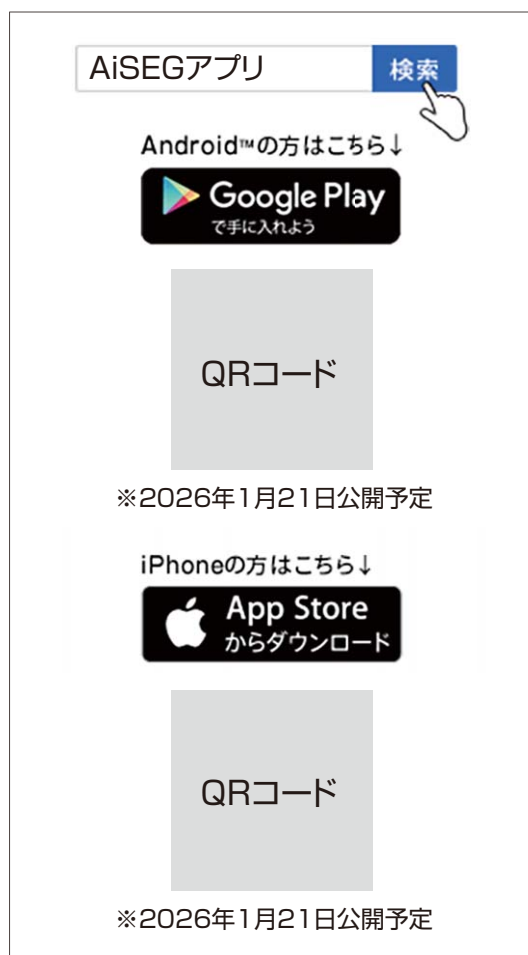 AiSEGアプリ 検索
Android™の方はこちら↓
Google Play
で手に入れよう
QRコード
※2026年1月21日公開予定
iPhoneの方はこちら↓
App Store
からダウンロード
QRコード
※2026年1月21日公開予定